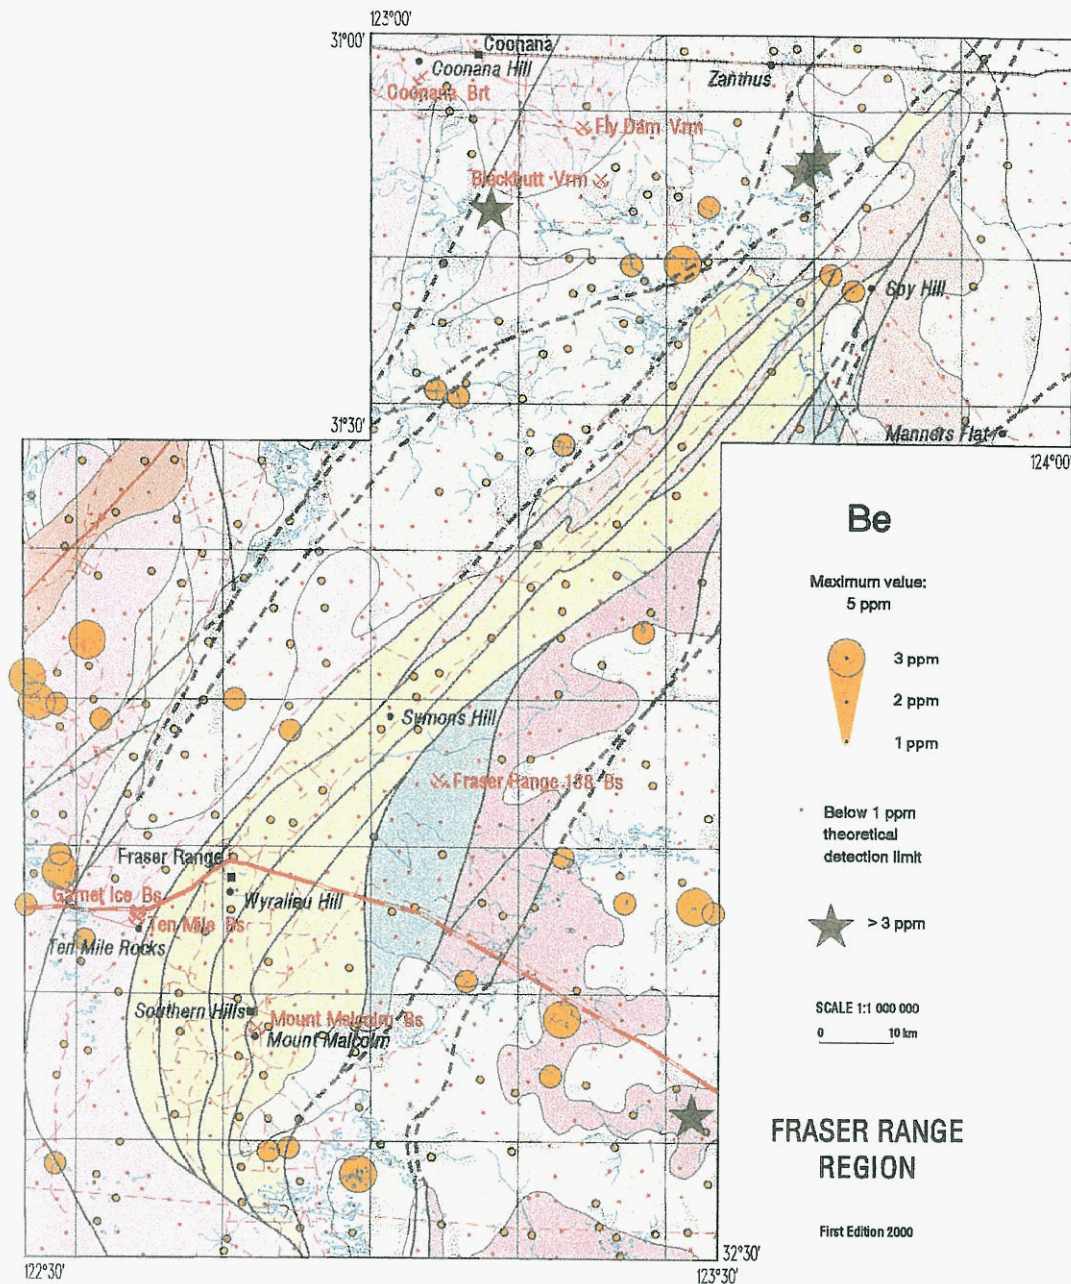 123°00'
31°00'
Coonana
Coonana Hill
Zanthus
Coonana Brt
Fly Dam Vrm
Blackbutt Vrm
Spy Hill
31°30'
Manners Flat
124°00'
Be
Maximum value:
5 ppm
3 ppm
2 ppm
1 ppm
Symons Hill
Fraser Range 188 Bs
Below 1 ppm
theoretical
detection limit
Fraser Range
Wyralieu Hill
Garnet Ice Bs
Ten Mile Bs
Ten Mile Rocks
> 3 ppm
Southern Hills
Mount Malcolm Bs
Mount Malcolm
SCALE 1:1 000 000
0 10 km
FRASER RANGE
REGION
First Edition 2000
32°30'
122°30'
123°30'